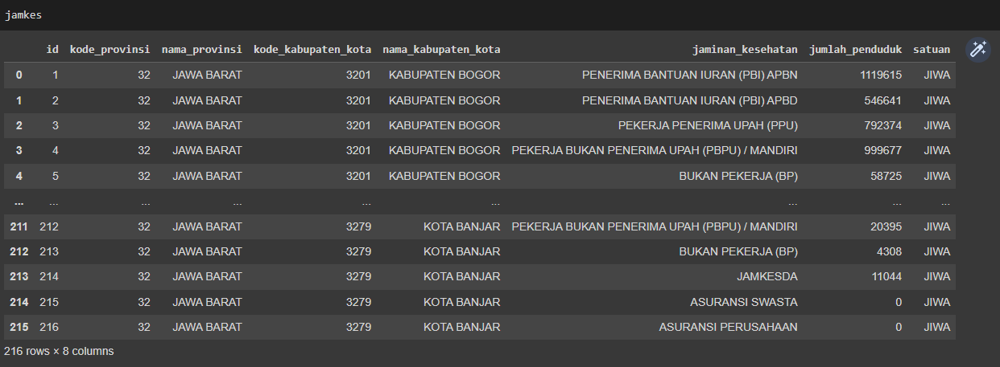 jamkes
id kode_provinsi nama_provinsi kode_kabupaten_kota nama_kabupaten_kota jaminan_kesehatan jumlah_penduduk satuan
0 1 32 JAWA BARAT 3201 KABUPATEN BOGOR PENERIMA BANTUAN IURAN (PBI) APBN 1119615 JIWA
1 2 32 JAWA BARAT 3201 KABUPATEN BOGOR PENERIMA BANTUAN IURAN (PBI) APBD 546641 JIWA
2 3 32 JAWA BARAT 3201 KABUPATEN BOGOR PEKERJA PENERIMA UPAH (PPU) 792374 JIWA
3 4 32 JAWA BARAT 3201 KABUPATEN BOGOR PEKERJA BUKAN PENERIMA UPAH (PBPU) / MANDIRI 999677 JIWA
4 5 32 JAWA BARAT 3201 KABUPATEN BOGOR BUKAN PEKERJA (BP) 58725 JIWA
... ... ... ... ... ... ... ... ...
211 212 32 JAWA BARAT 3279 KOTA BANJAR PEKERJA BUKAN PENERIMA UPAH (PBPU) / MANDIRI 20395 JIWA
212 213 32 JAWA BARAT 3279 KOTA BANJAR BUKAN PEKERJA (BP) 4308 JIWA
213 214 32 JAWA BARAT 3279 KOTA BANJAR JAMKESDA 11044 JIWA
214 215 32 JAWA BARAT 3279 KOTA BANJAR ASURANSI SWASTA 0 JIWA
215 216 32 JAWA BARAT 3279 KOTA BANJAR ASURANSI PERUSAHAAN 0 JIWA
216 rows × 8 columns